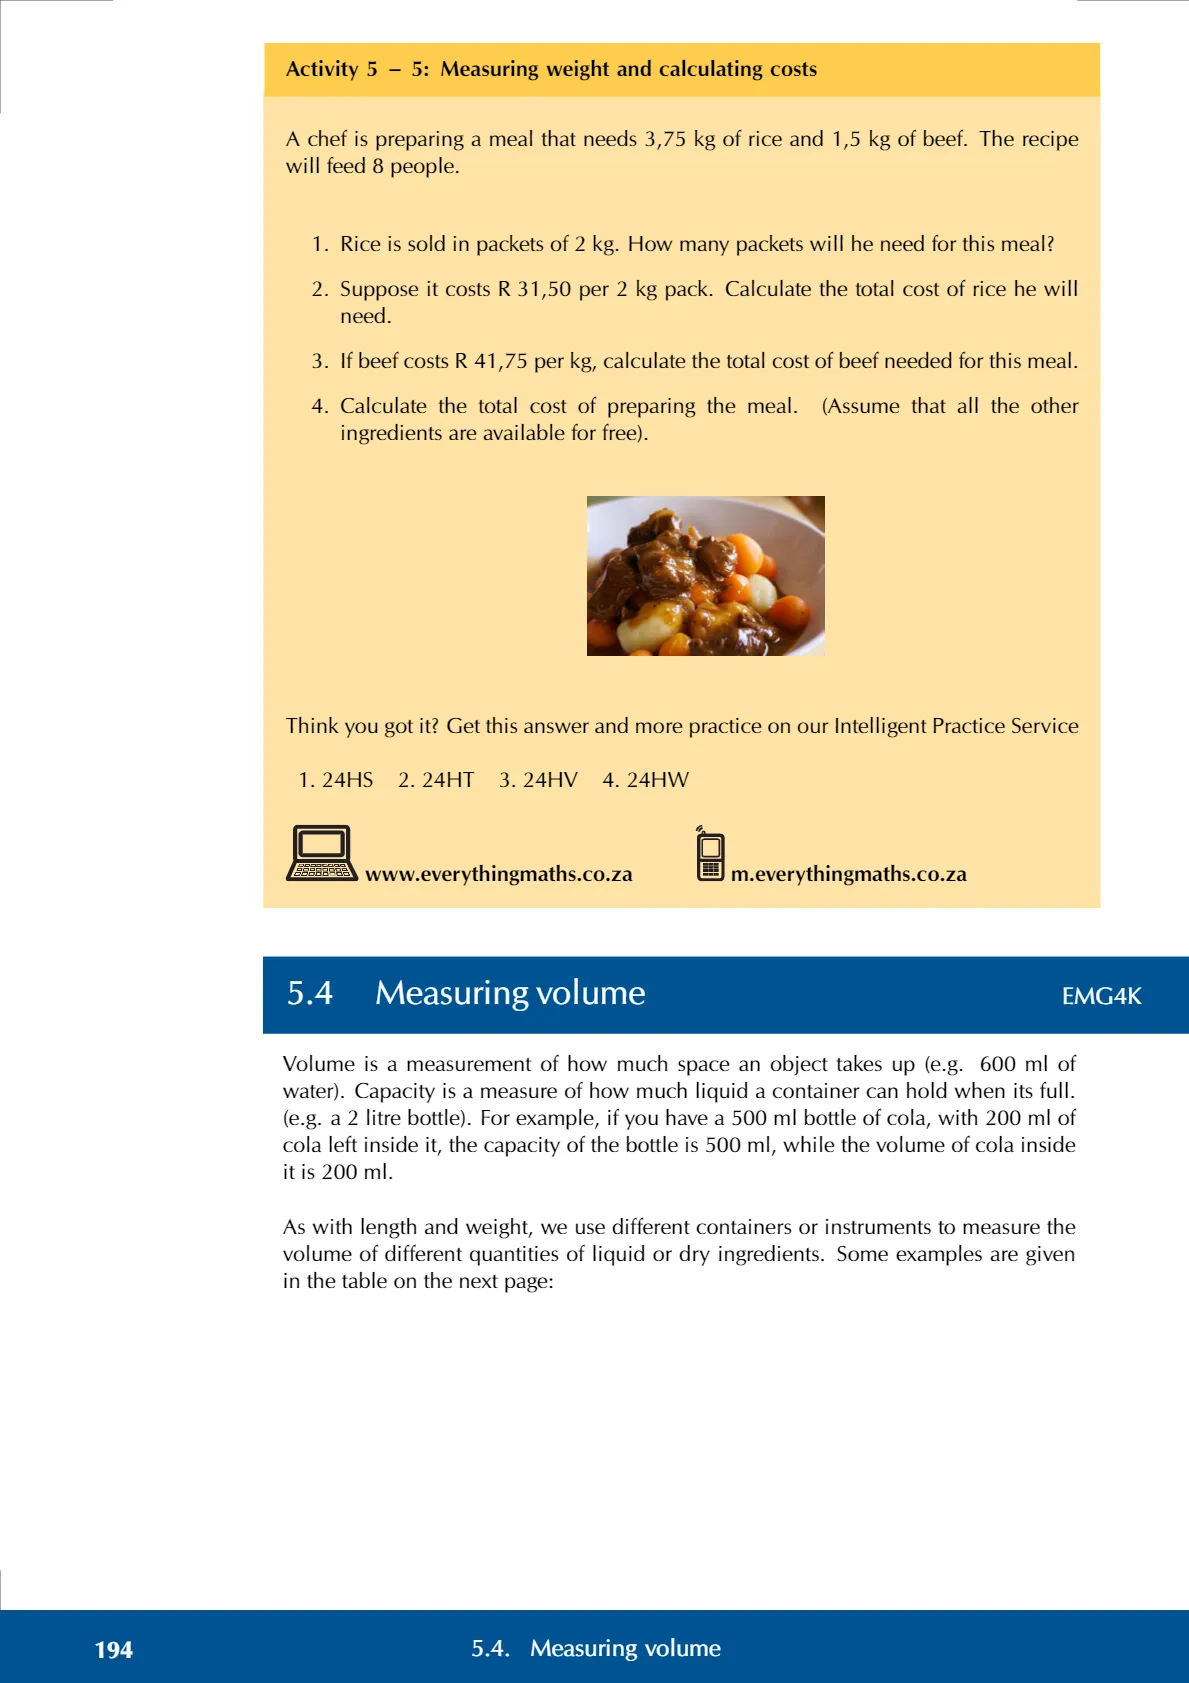 Activity 5 – 5: Measuring weight and calculating costs
A chef is preparing a meal that needs 3,75 kg of rice and 1,5 kg of beef. The recipe
will feed 8 people.
1. Rice is sold in packets of 2 kg. How many packets will he need for this meal?
2. Suppose it costs R 31,50 per 2 kg pack. Calculate the total cost of rice he will
need.
3. If beef costs R 41,75 per kg, calculate the total cost of beef needed for this meal.
4. Calculate the total cost of preparing the meal. (Assume that all the other
ingredients are available for free).
Think you got it? Get this answer and more practice on our Intelligent Practice Service
1. 24HS 2. 24HT 3. 24HV 4. 24HW
www.everythingmaths.co.za m.everythingmaths.co.za
5.4 Measuring volume EMG4K
Volume is a measurement of how much space an object takes up (e.g. 600 ml of
water). Capacity is a measure of how much liquid a container can hold when its full.
(e.g. a 2 litre bottle). For example, if you have a 500 ml bottle of cola, with 200 ml of
cola left inside it, the capacity of the bottle is 500 ml, while the volume of cola inside
it is 200 ml.
As with length and weight, we use different containers or instruments to measure the
volume of different quantities of liquid or dry ingredients. Some examples are given
in the table on the next page:
194 5.4. Measuring volume